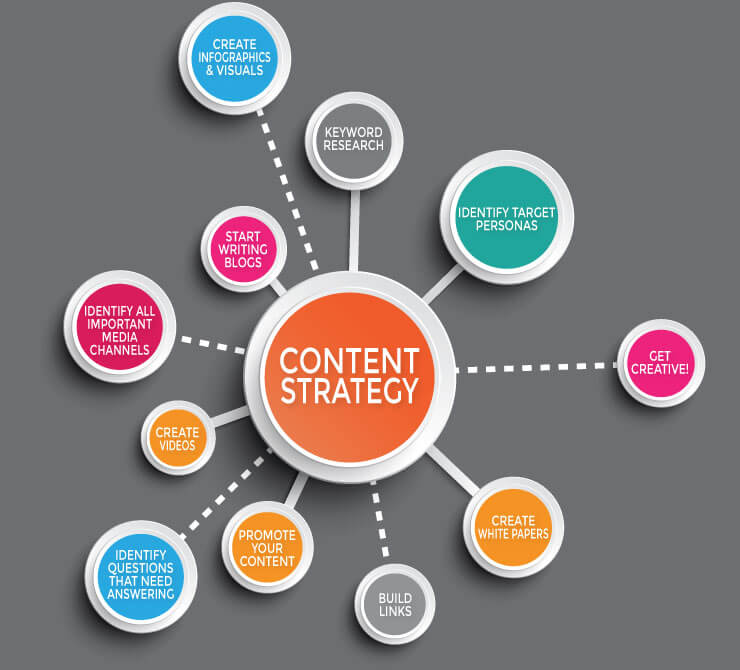 CREATE
INFOGRAPHICS
& VISUALS
KEYWORD
RESEARCH
IDENTIFY TARGET
PERSONAS
START
WRITING
BLOGS
IDENTIFY ALL
IMPORTANT
MEDIA
CHANNELS
CONTENT
STRATEGY
GET
CREATIVE!
CREATE
VIDEOS
CREATE
WHITE PAPERS
PROMOTE
YOUR
CONTENT
IDENTIFY
QUESTIONS
THAT NEED
ANSWERING
BUILD
LINKS